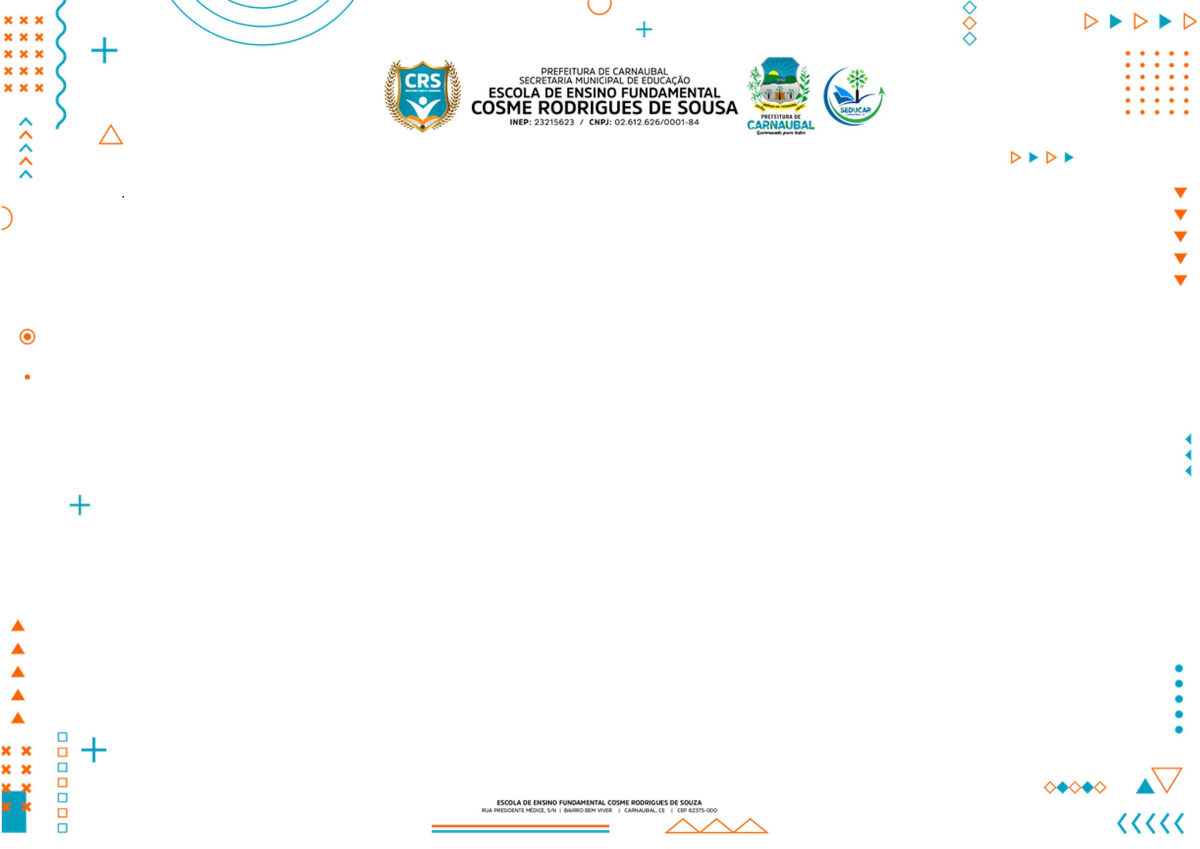 CRS
PREFEITURA DE CARNAUBAL
SECRETARIA MUNICIPAL DE EDUCAÇÃO
ESCOLA DE ENSINO FUNDAMENTAL
COSME RODRIGUES DE SOUSA
INEP: 23215623 / CNPJ: 02.612.626/0001-84
PREFEITURA DE
CARNAUBAL
Governando para todos
SEDUCAR
ESCOLA DE ENSINO FUNDAMENTAL COSME RODRIGUES DE SOUZA
RUA PRESIDENTE MÉDICE, S/N | BAIRRO BEM VIVER | CARNAUBAL, CE | CEP 62375-000